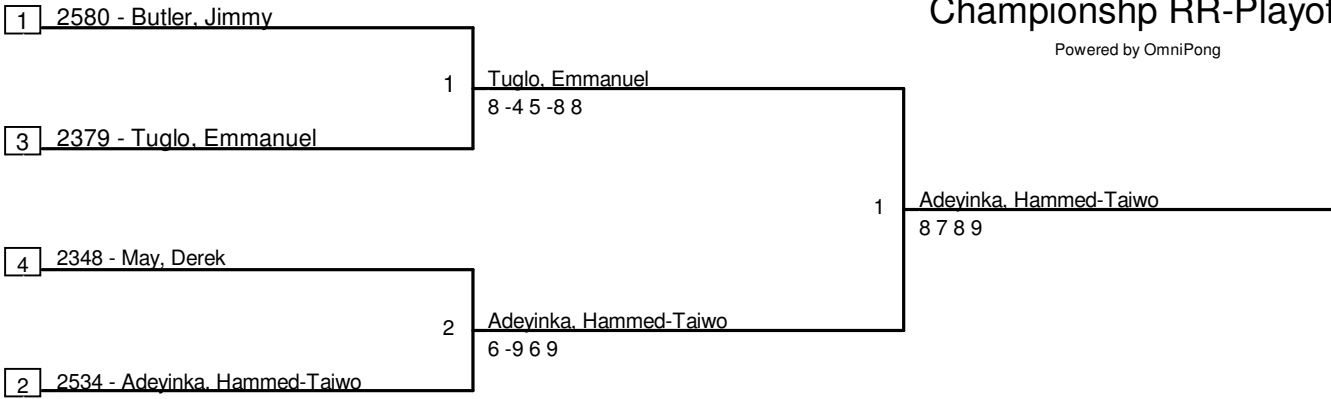 Championshp RR-Playof
Powered by OmniPong
1 2580 - Butler, Jimmy
1 Tuglo, Emmanuel
8 -4 5 -8 8
3 2379 - Tuglo, Emmanuel
1 Adeyinka, Hammed-Taiwo
8 7 8 9
4 2348 - May, Derek
2 Adeyinka, Hammed-Taiwo
6 -9 6 9
2 2534 - Adeyinka, Hammed-Taiwo